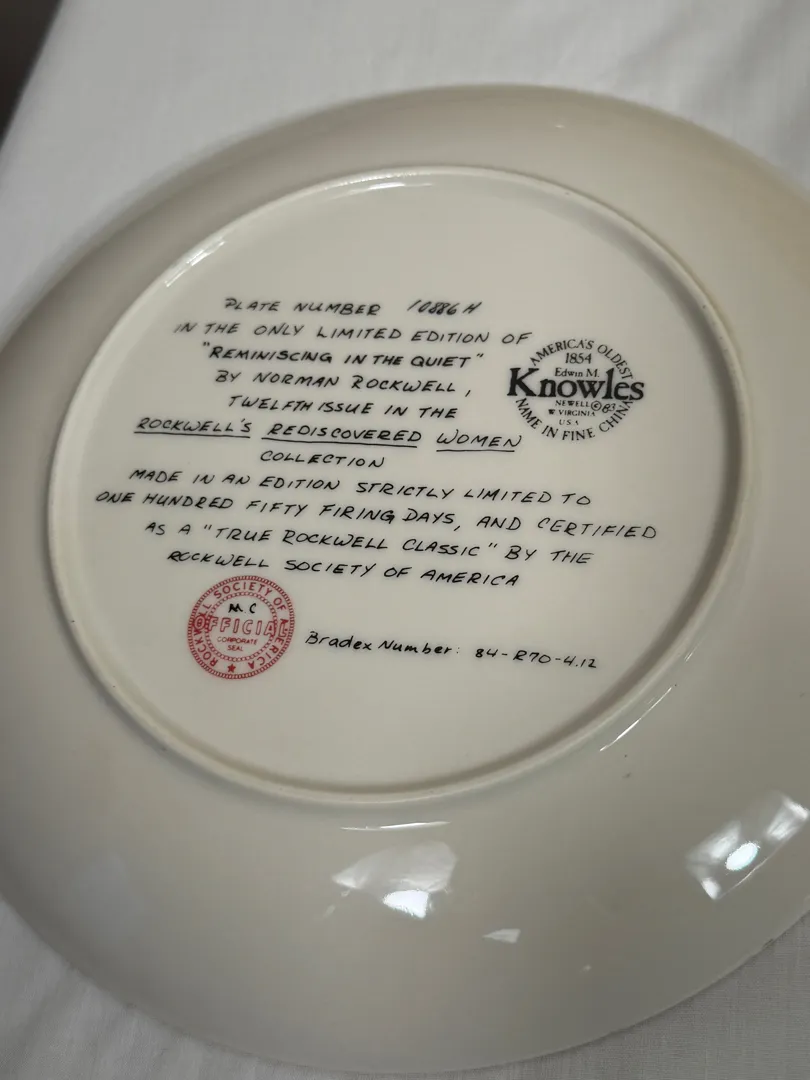 PLATE NUMBER 10886 H
IN THE ONLY LIMITED EDITION OF
"REMINISCING IN THE QUIET"
BY NORMAN ROCKWELL,
TWELFTH ISSUE IN THE
ROCKWELL'S REDISCOVERED WOMEN
COLLECTION
MADE IN AN EDITION STRICTLY LIMITED TO
ONE HUNDRED FIFTY FIRING DAYS, AND CERTIFIED
AS A "TRUE ROCKWELL CLASSIC" BY THE
ROCKWELL SOCIETY OF AMERICA
AMERICA'S OLDEST
1854
Edwin M.
Knowles
NEWELL © 83
W. VIRGINIA
U.S.A
NAME IN FINE CHINA
ROCKWELL SOCIETY OF AMERICA
M.C
OFFICIAL
CORPORATE
SEAL
Bradex Number: 84-R70-4.12